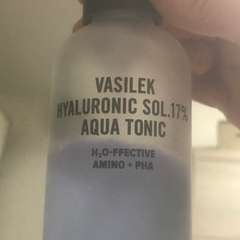 VASILEK
HYALURONIC SOL.17%
AQUA TONIC
H₂O-FFECTIVE
AMINO + PHA